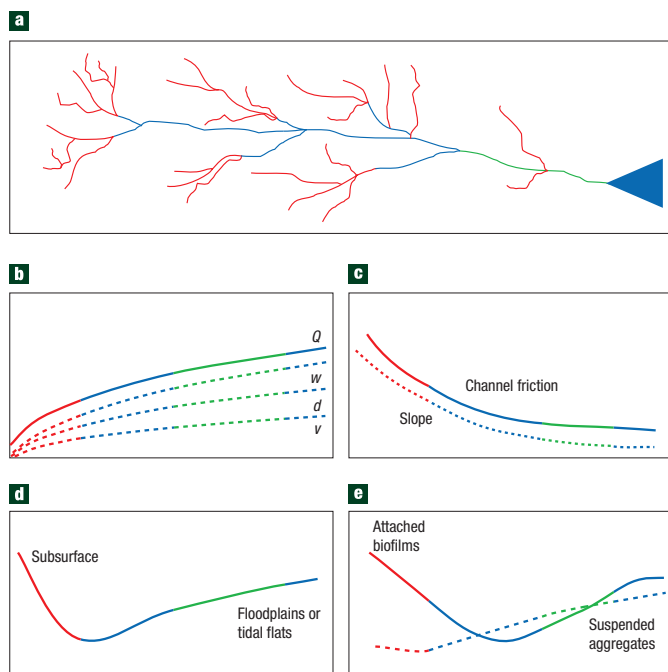 a
b
c
Q
w
d
v
Channel friction
Slope
d
e
Subsurface
Floodplains or
tidal flats
Attached
biofilms
Suspended
aggregates